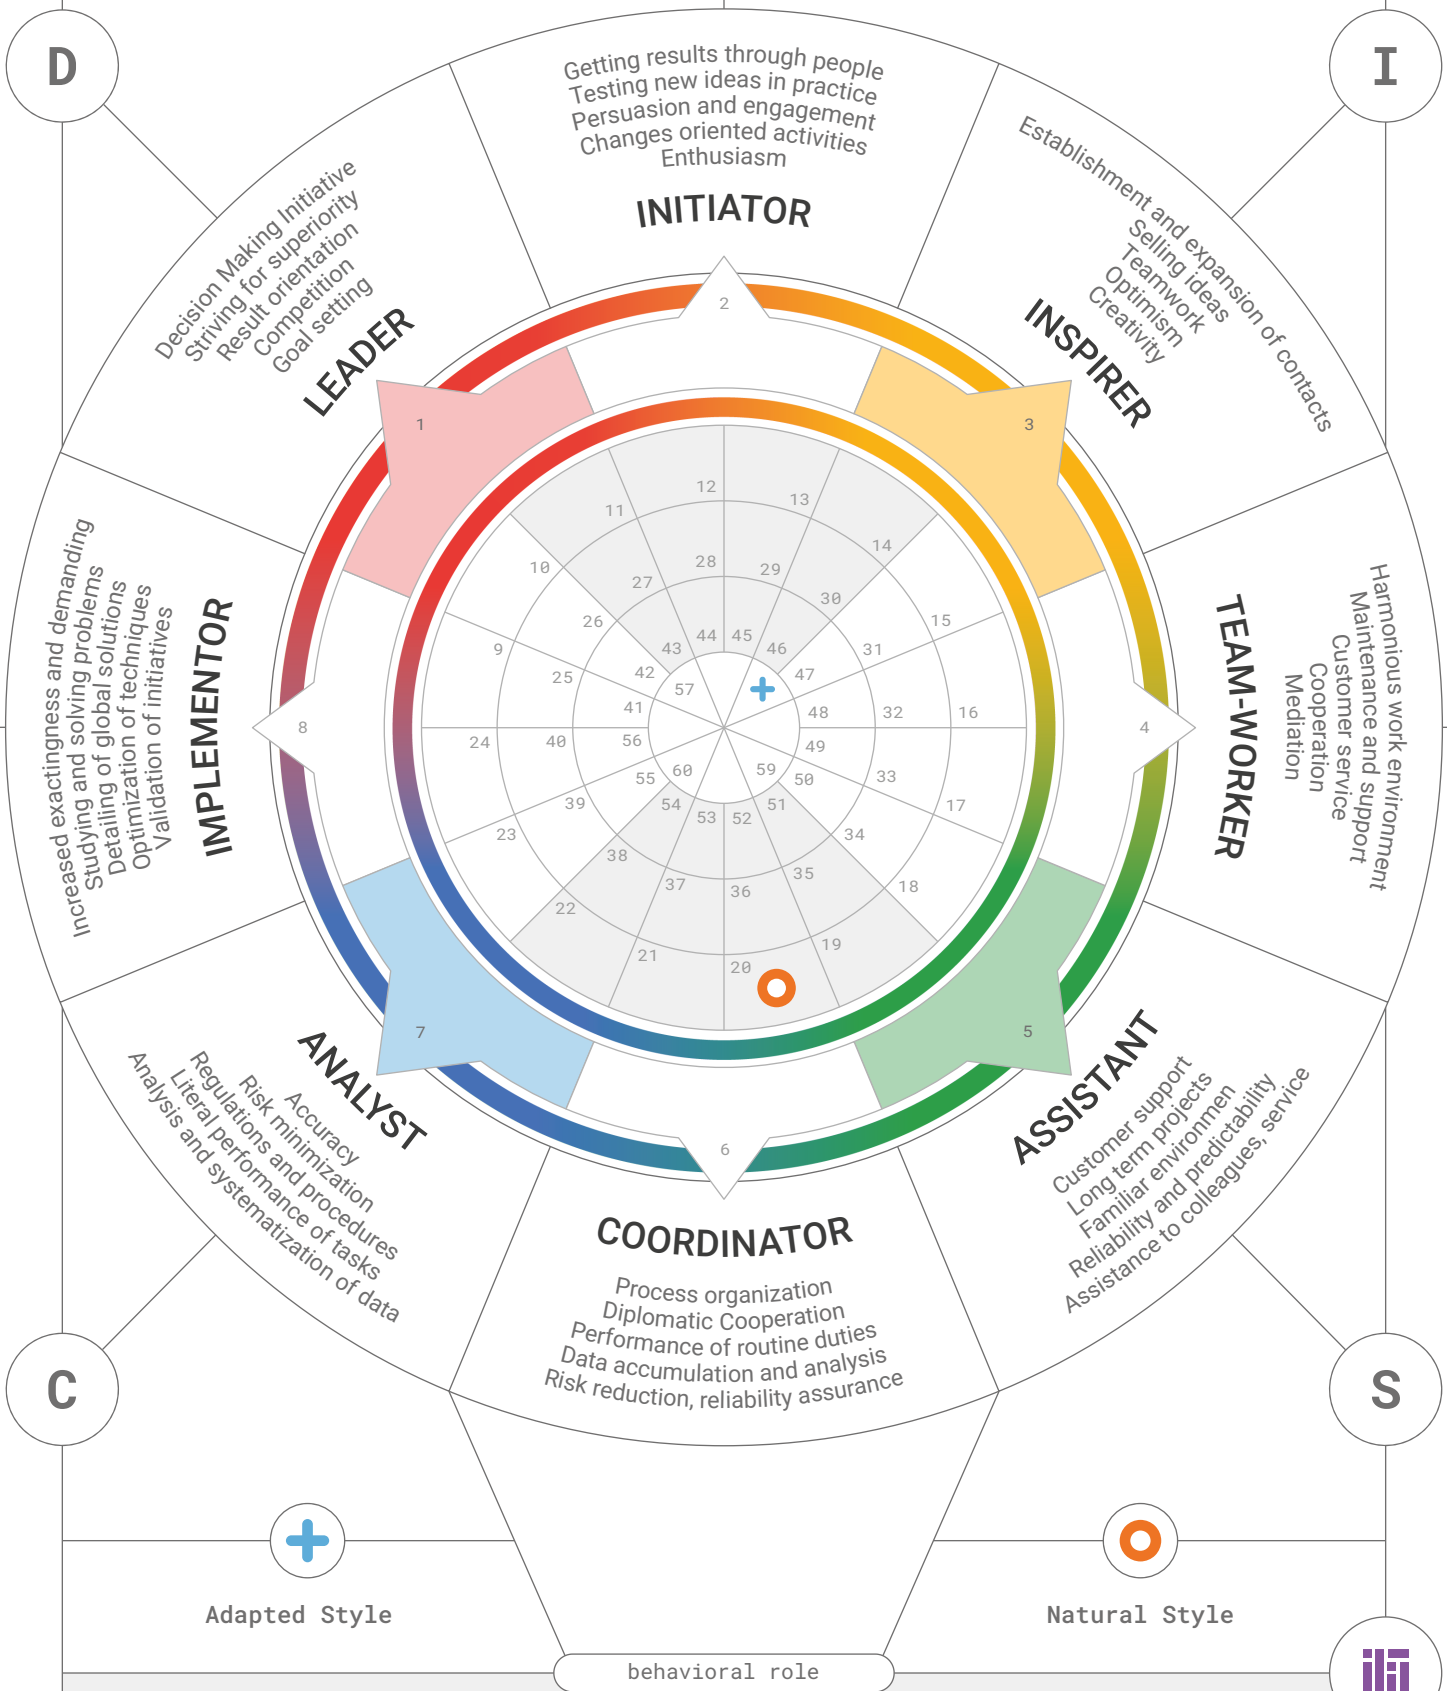 D
I
Getting results through people
Testing new ideas in practice
Persuasion and engagement
Changes oriented activities
Enthusiasm
INITIATOR
Decision Making Initiative
Striving for superiority
Result orientation
Competition
Goal setting
LEADER
Establishment and expansion of contacts
Selling ideas
Teamwork
Optimism
Creativity
INSPIRER
2
1
3
12
13
11
14
10
28
29
27
30
26
15
9
44
45
43
46
31
25
42
47
57
41
48
32
16
8
4
24
40
56
49
60
59
55
50
33
39
54
51
17
23
53
52
34
38
37
36
35
18
22
21
20
19
7
5
6
Increased exactingness and demanding
Studying and solving problems
Detailing of global solutions
Optimization of techniques
Validation of initiatives
IMPLEMENTOR
Harmonious work environment
Maintenance and support
Customer service
Cooperation
Mediation
TEAM-WORKER
ANALYST
Accuracy
Risk minimization
Regulations and procedures
Literal performance of tasks
Analysis and systematization of data
ASSISTANT
Customer support
Long term projects
Familiar environmen
Reliability and predictability
Assistance to colleagues, service
COORDINATOR
Process organization
Diplomatic Cooperation
Performance of routine duties
Data accumulation and analysis
Risk reduction, reliability assurance
C
S
Adapted Style
Natural Style
behavioral role